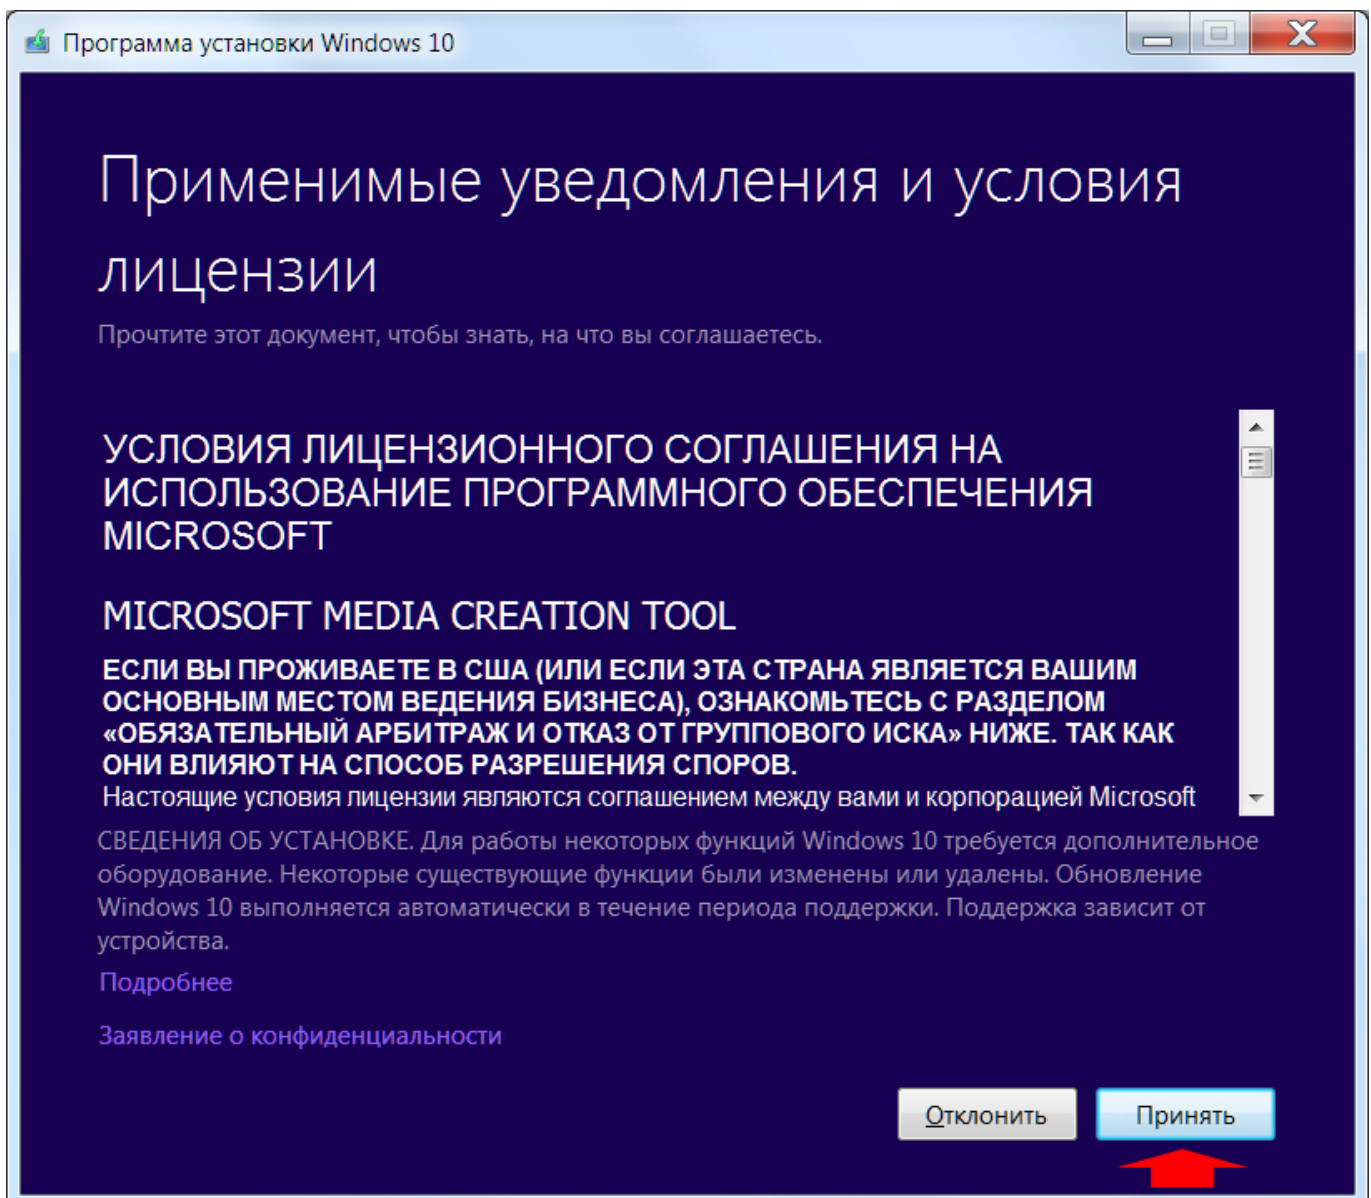 Программа установки Windows 10
Применимые уведомления и условия
лицензии
Прочтите этот документ, чтобы знать, на что вы соглашаетесь.
УСЛОВИЯ ЛИЦЕНЗИОННОГО СОГЛАШЕНИЯ НА
ИСПОЛЬЗОВАНИЕ ПРОГРАММНОГО ОБЕСПЕЧЕНИЯ
MICROSOFT
MICROSOFT MEDIA CREATION TOOL
ЕСЛИ ВЫ ПРОЖИВАЕТЕ В США (ИЛИ ЕСЛИ ЭТА СТРАНА ЯВЛЯЕТСЯ ВАШИМ
ОСНОВНЫМ МЕСТОМ ВЕДЕНИЯ БИЗНЕСА), ОЗНАКОМЬТЕСЬ С РАЗДЕЛОМ
«ОБЯЗАТЕЛЬНЫЙ АРБИТРАЖ И ОТКАЗ ОТ ГРУППОВОГО ИСКА» НИЖЕ. ТАК КАК
ОНИ ВЛИЯЮТ НА СПОСОБ РАЗРЕШЕНИЯ СПОРОВ.
Настоящие условия лицензии являются соглашением между вами и корпорацией Microsoft
СВЕДЕНИЯ ОБ УСТАНОВКЕ. Для работы некоторых функций Windows 10 требуется дополнительное
оборудование. Некоторые существующие функции были изменены или удалены. Обновление
Windows 10 выполняется автоматически в течение периода поддержки. Поддержка зависит от
устройства.
Подробнее
Заявление о конфиденциальности
Отклонить
Принять